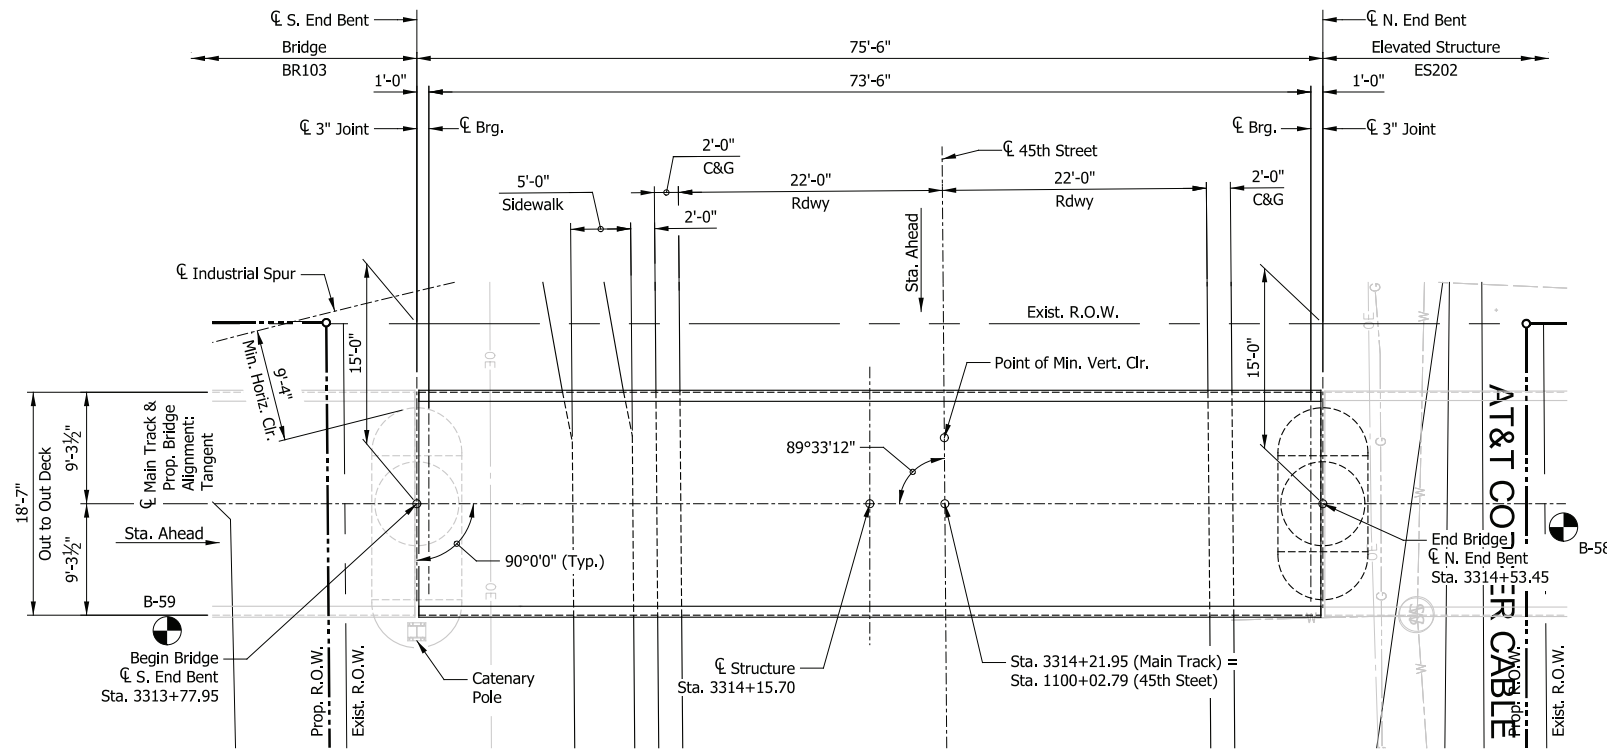 ℄ S. End Bent
℄ N. End Bent
Bridge
BR103
75'-6"
Elevated Structure
ES202
1'-0"
73'-6"
1'-0"
℄ 3" Joint
℄ Brg.
℄ Brg.
℄ 3" Joint
2'-0"
C&G
℄ 45th Street
5'-0"
Sidewalk
22'-0"
Rdwy
22'-0"
Rdwy
2'-0"
C&G
2'-0"
Sta. Ahead
℄ Industrial Spur
Exist. R.O.W.
15'-0"
15'-0"
9'-4"
Min. Horiz. Clr.
OE
OE
G
W
Point of Min. Vert. Clr.
18'-7"
Out to Out Deck
9'-3½"
9'-3½"
℄ Main Track &
Prop. Bridge
Alignment:
Tangent
89°33'12"
G
W
AT&T CO ER CABLE
Sta. Ahead
90°0'0" (Typ.)
OE
OE
G
W
End Bridge
℄ N. End Bent
Sta. 3314+53.45
B-58
B-59
Begin Bridge
℄ S. End Bent
Sta. 3313+77.95
Prop. R.O.W.
Exist. R.O.W.
Catenary
Pole
℄ Structure
Sta. 3314+15.70
Sta. 3314+21.95 (Main Track) =
Sta. 1100+02.79 (45th Steet)
W
G
W
Prop. R.O.W.
Exist. R.O.W.